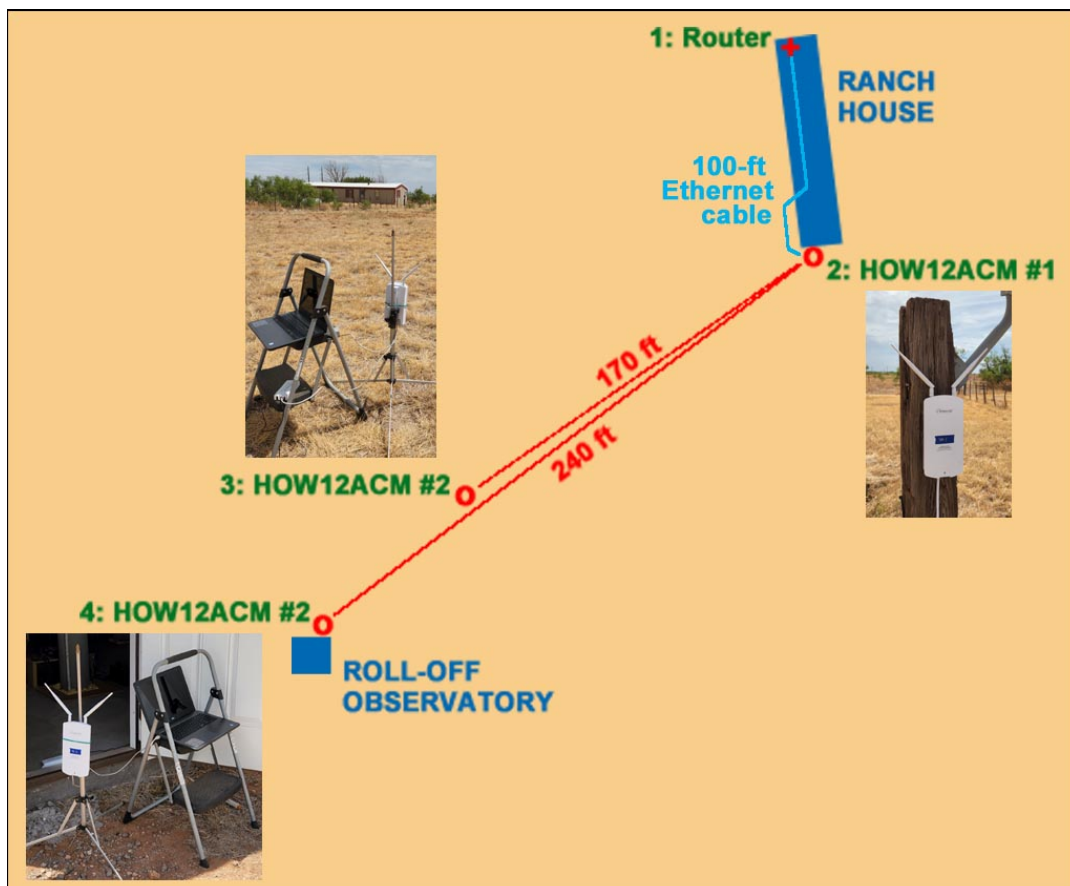 1: Router
RANCH
HOUSE
100-ft
Ethernet
cable
2: HOW12ACM #1
170 ft
240 ft
3: HOW12ACM #2
4: HOW12ACM #2
ROLL-OFF
OBSERVATORY